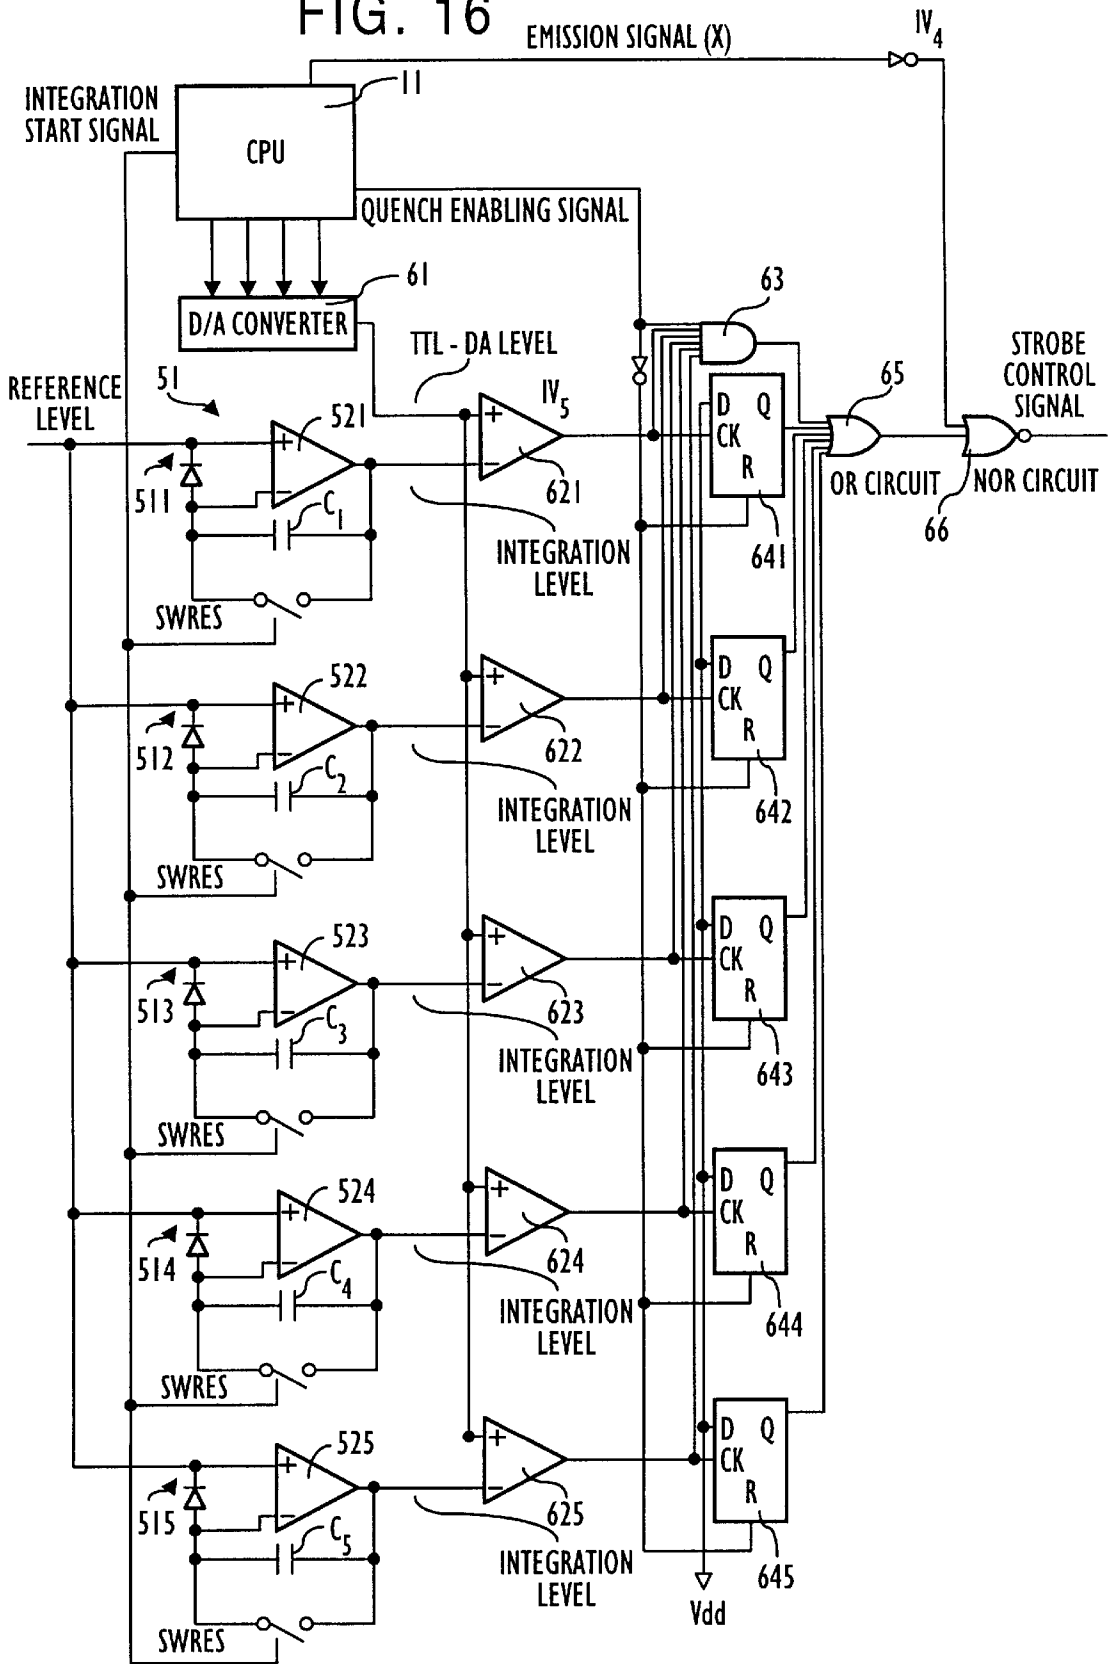 FIG. 16
EMISSION SIGNAL (X)
IV4
INTEGRATION
START SIGNAL
11
CPU
QUENCH ENABLING SIGNAL
61
D/A CONVERTER
63
TTL - DA LEVEL
STROBE
CONTROL
SIGNAL
REFERENCE
LEVEL
51
521
+
−
IV5
+
−
D Q
CK
R
65
511
C1
621
OR CIRCUIT
NOR CIRCUIT
66
INTEGRATION
LEVEL
641
SWRES
522
+
−
+
−
D Q
CK
R
512
C2
622
INTEGRATION
LEVEL
642
SWRES
523
+
−
+
−
D Q
CK
R
513
C3
623
INTEGRATION
LEVEL
643
SWRES
524
+
−
+
−
D Q
CK
R
514
C4
624
INTEGRATION
LEVEL
644
SWRES
525
+
−
+
−
D Q
CK
R
515
C5
625
INTEGRATION
LEVEL
645
Vdd
SWRES